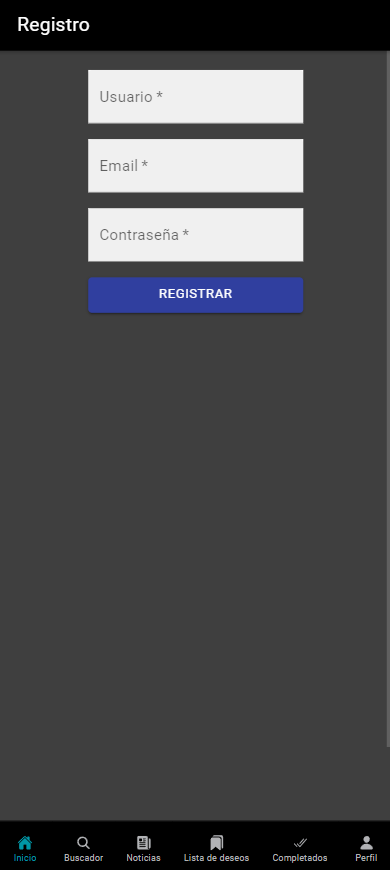 Registro
Usuario *
Email *
Contraseña *
REGISTRAR
Inicio Buscador Noticias Lista de deseos Completados Perfil